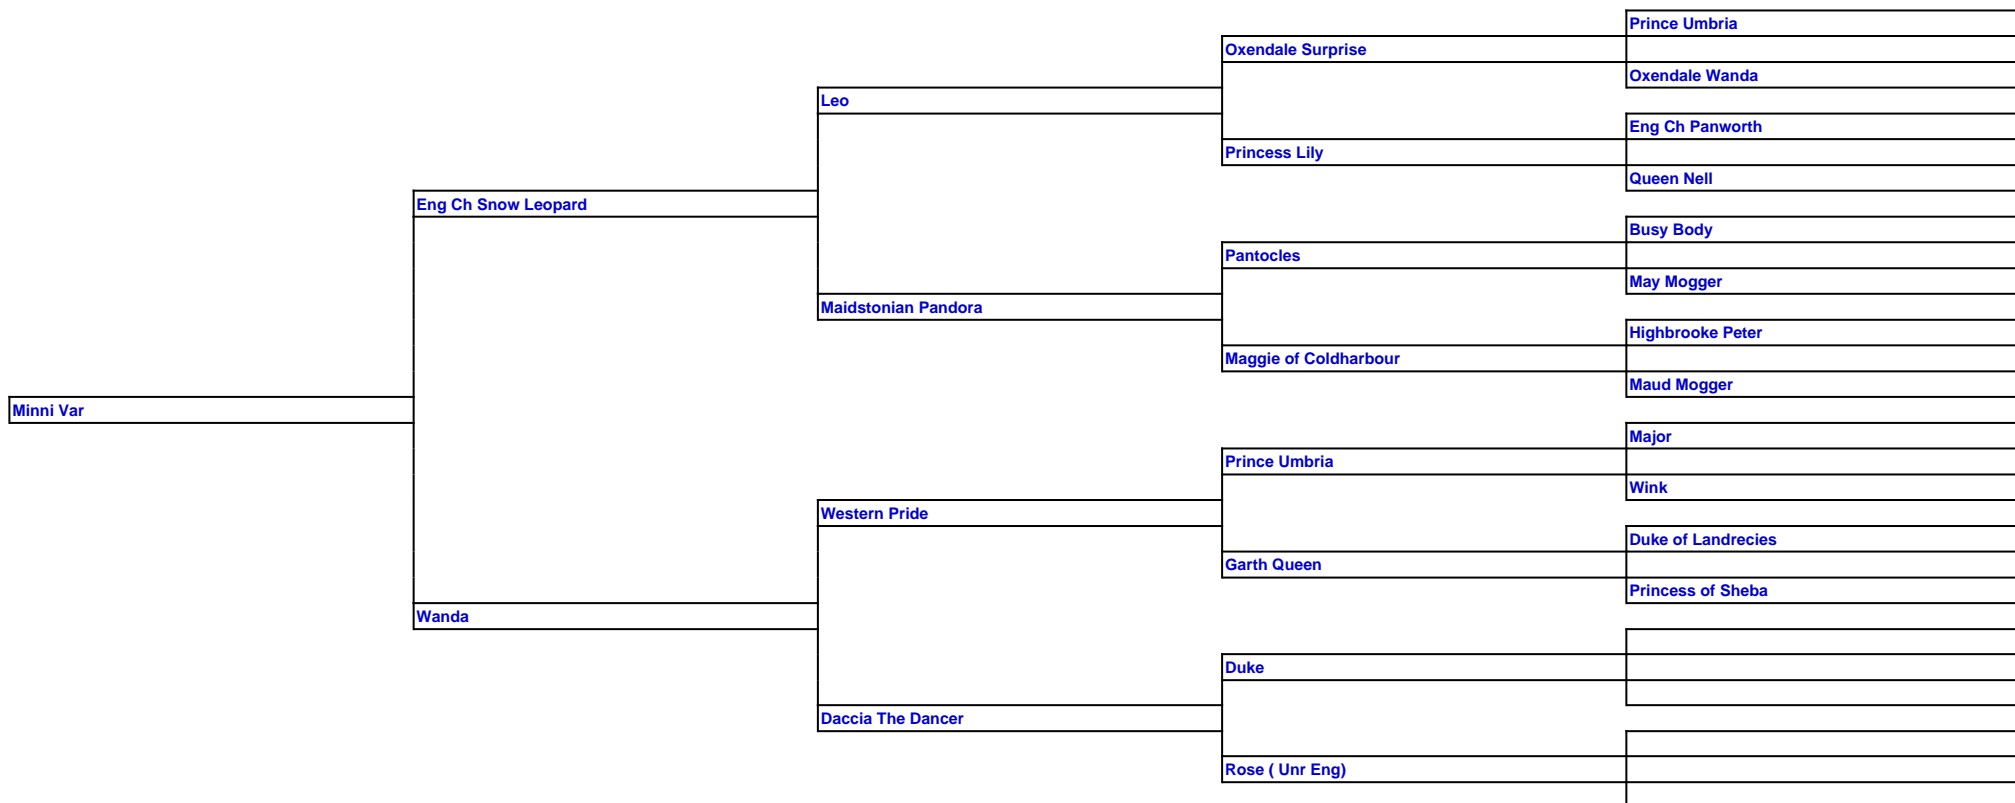 Prince Umbria
Oxendale Surprise
Oxendale Wanda
Leo
Eng Ch Panworth
Princess Lily
Queen Nell
Eng Ch Snow Leopard
Busy Body
Pantocles
May Mogger
Maidstonian Pandora
Highbrooke Peter
Maggie of Coldharbour
Maud Mogger
Minni Var
Major
Prince Umbria
Wink
Western Pride
Duke of Landrecies
Garth Queen
Princess of Sheba
Wanda
Duke
Daccia The Dancer
Rose ( Unr Eng)